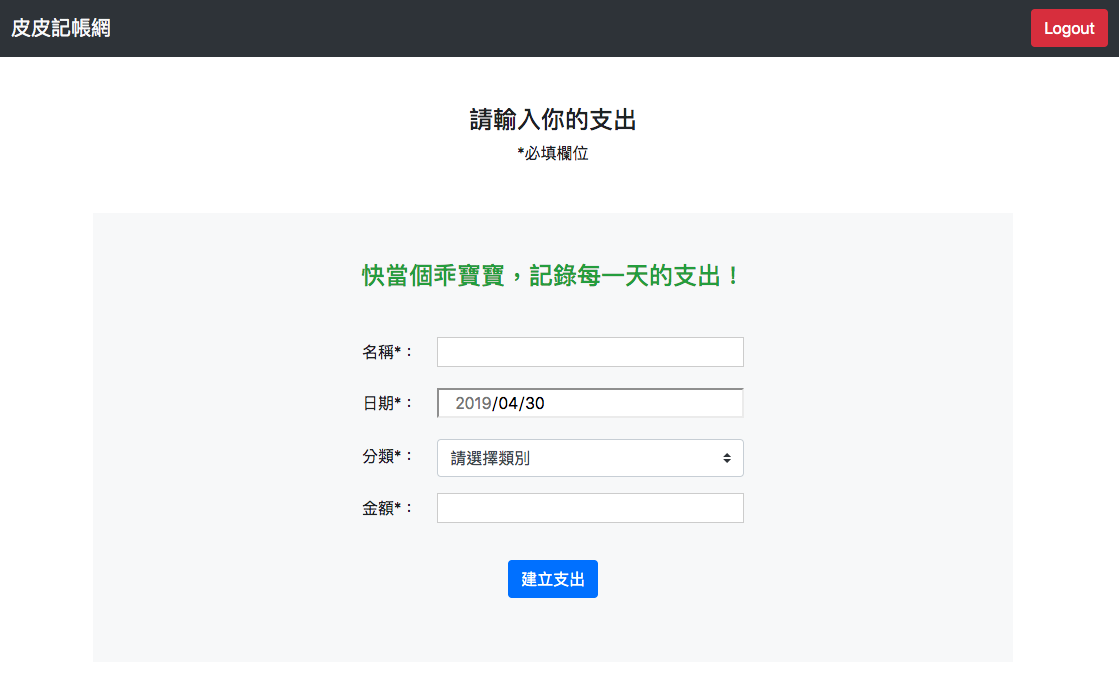 皮皮記帳網
Logout
請輸入你的支出
*必填欄位
快當個乖寶寶，記錄每一天的支出！
名稱*：
日期*： 2019/04/30
分類*： 請選擇類別
金額*：
建立支出